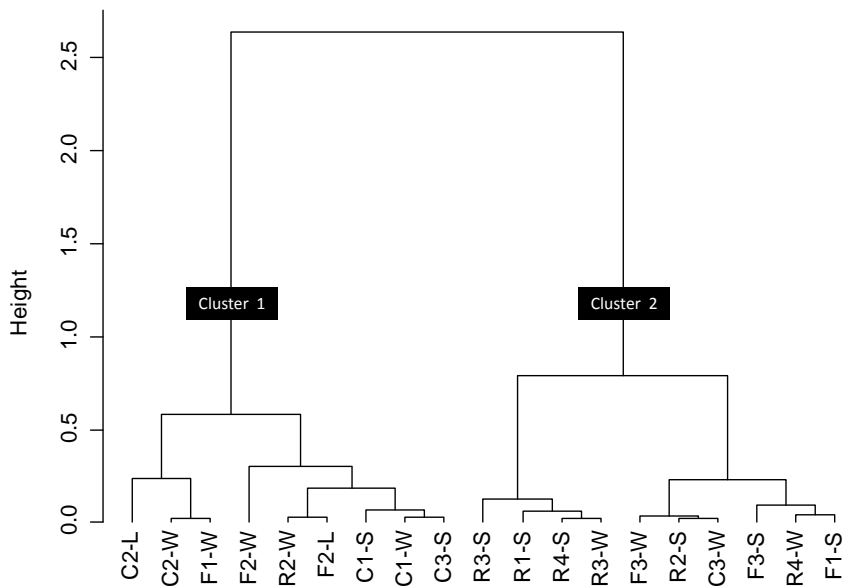 2.5
2.0
1.5
1.0
0.5
0.0
Height
Cluster 1
Cluster 2
C2-L
C2-W
F1-W
F2-W
R2-W
F2-L
C1-S
C1-W
C3-S
R3-S
R1-S
R4-S
R3-W
F3-W
R2-S
C3-W
F3-S
R4-W
F1-S